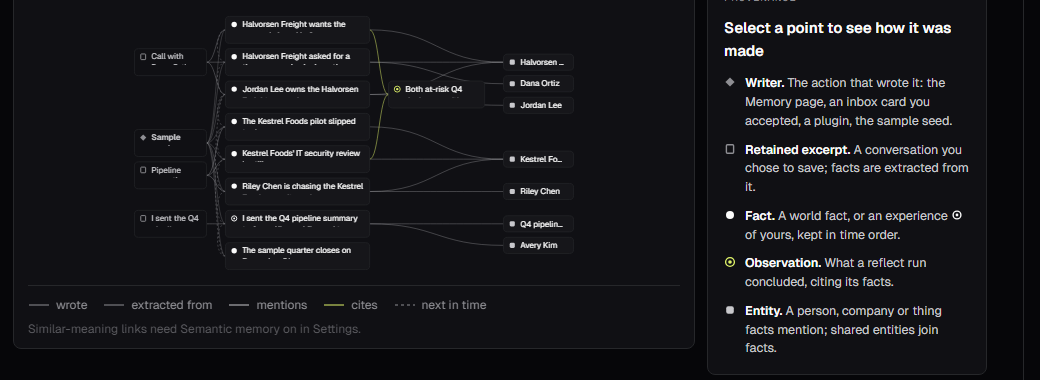 Halvorsen Freight wants the
Call with
Halvorsen Freight asked for a
Halvorsen ...
Dana Ortiz
Jordan Lee owns the Halvorsen
Both at-risk Q4
Jordan Lee
The Kestrel Foods pilot slipped
Sample
Kestrel Foods' IT security review
Kestrel Fo...
Pipeline
Riley Chen is chasing the Kestrel
Riley Chen
I sent the Q4
I sent the Q4 pipeline summary
Q4 pipelin...
Avery Kim
The sample quarter closes on
wrote
extracted from
mentions
cites
next in time
Similar-meaning links need Semantic memory on in Settings.
Select a point to see how it was
made
Writer. The action that wrote it: the
Memory page, an inbox card you
accepted, a plugin, the sample seed.
Retained excerpt. A conversation you
chose to save; facts are extracted from
it.
Fact. A world fact, or an experience
of yours, kept in time order.
Observation. What a reflect run
concluded, citing its facts.
Entity. A person, company or thing
facts mention; shared entities join
facts.